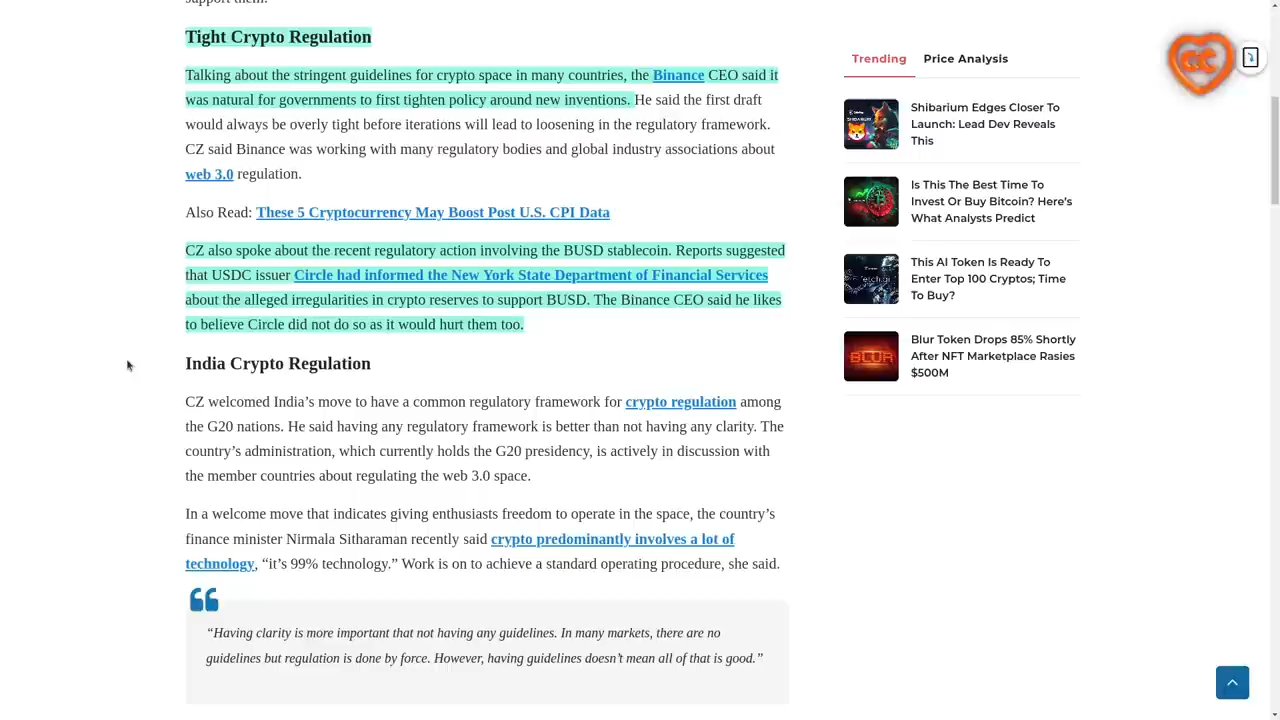 support them.
Tight Crypto Regulation
Talking about the stringent guidelines for crypto space in many countries, the Binance CEO said it
was natural for governments to first tighten policy around new inventions. He said the first draft
would always be overly tight before iterations will lead to loosening in the regulatory framework.
CZ aid Binance was working with many regulatory bodies and global industry associations about
web 3.0 regulation.
Also Read: These 5 Cryptocurrency May Boost Post U.S. CPI Data
CZ also spoke about the recent regulatory action involving the BUSD stablecoin. Reports suggested
that USDC issuer Circle had informed the New York State Department of Financial Services
about the alleged irregularities in crypto reserves to support BUSD. The Binance CEO said he likes
to believe Circle did not do so as it would hurt them too.
India Crypto Regulation
CZ welcomed India’s move to have a common regulatory framework for crypto regulation among
the G20 nations. He said having any regulatory framework is better than not having any clarity. The
country’s administration, which currently holds the G20 presidency, is actively in discussion with
the member countries about regulating the web 3.0 space.
In a welcome move that indicates giving enthusiasts freedom to operate in the space, the country’s
finance minister Nirmala Sitharaman recently said crypto predominantly involves a lot of
technology, “it’s 99% technology.” Work is on to achieve a standard operating procedure, she said.
“Having clarity is more important that not having any guidelines. In many markets, there are no
guidelines but regulation is done by force. However, having guidelines doesn’t mean all of that is good.”
Trending Price Analysis
Shibarium Edges Closer To
Launch: Lead Dev Reveals
This
Is This The Best Time To
Invest Or Buy Bitcoin? Here’s
What Analysts Predict
This AI Token Is Ready To
Enter Top 100 Cryptos; Time
To Buy?
BLUR
Blur Token Drops 85% Shortly
After NFT Marketplace Rasies
$500M
CC